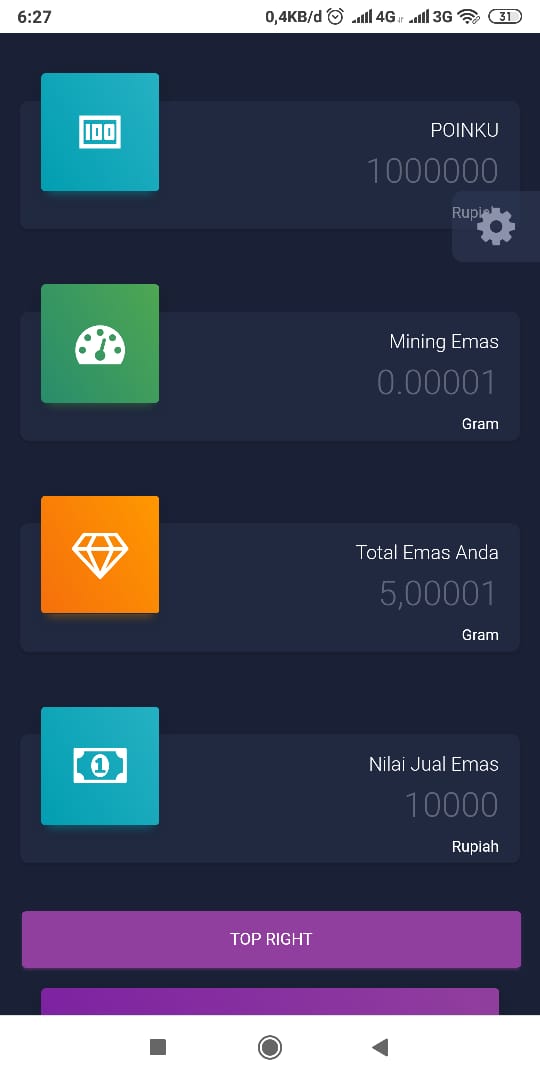 6:27
0,4KB/d 4G 3G 31
100
POINKU
1000000
Rupiah
Mining Emas
0.00001
Gram
Total Emas Anda
5,00001
Gram
1
Nilai Jual Emas
10000
Rupiah
TOP RIGHT